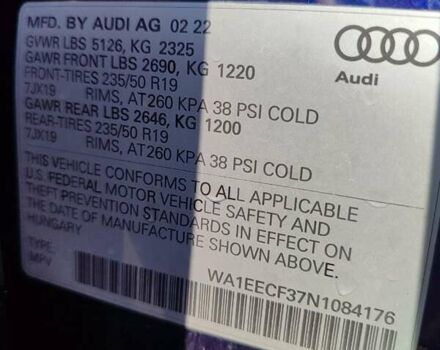 MFD. BY AUDI AG 02 22
GVWR LBS 5126, KG 2325
GAWR FRONT LBS 2690, KG 1220
FRONT-TIRES 235/50 R19
7JX19 RIMS, AT260 KPA 38 PSI COLD
GAWR REAR LBS 2646, KG 1200
REAR-TIRES 235/50 R19
7JX19 RIMS, AT260 KPA 38 PSI COLD
THIS VEHICLE CONFORMS TO ALL APPLICABLE
U.S. FEDERAL MOTOR VEHICLE SAFETY AND
THEFT PREVENTION STANDARDS IN EFFECT ON
THE DATE OF MANUFACTURE SHOWN ABOVE.
HUNGARY
TYPE:
MPV
Audi
WA1EECF37N1084176